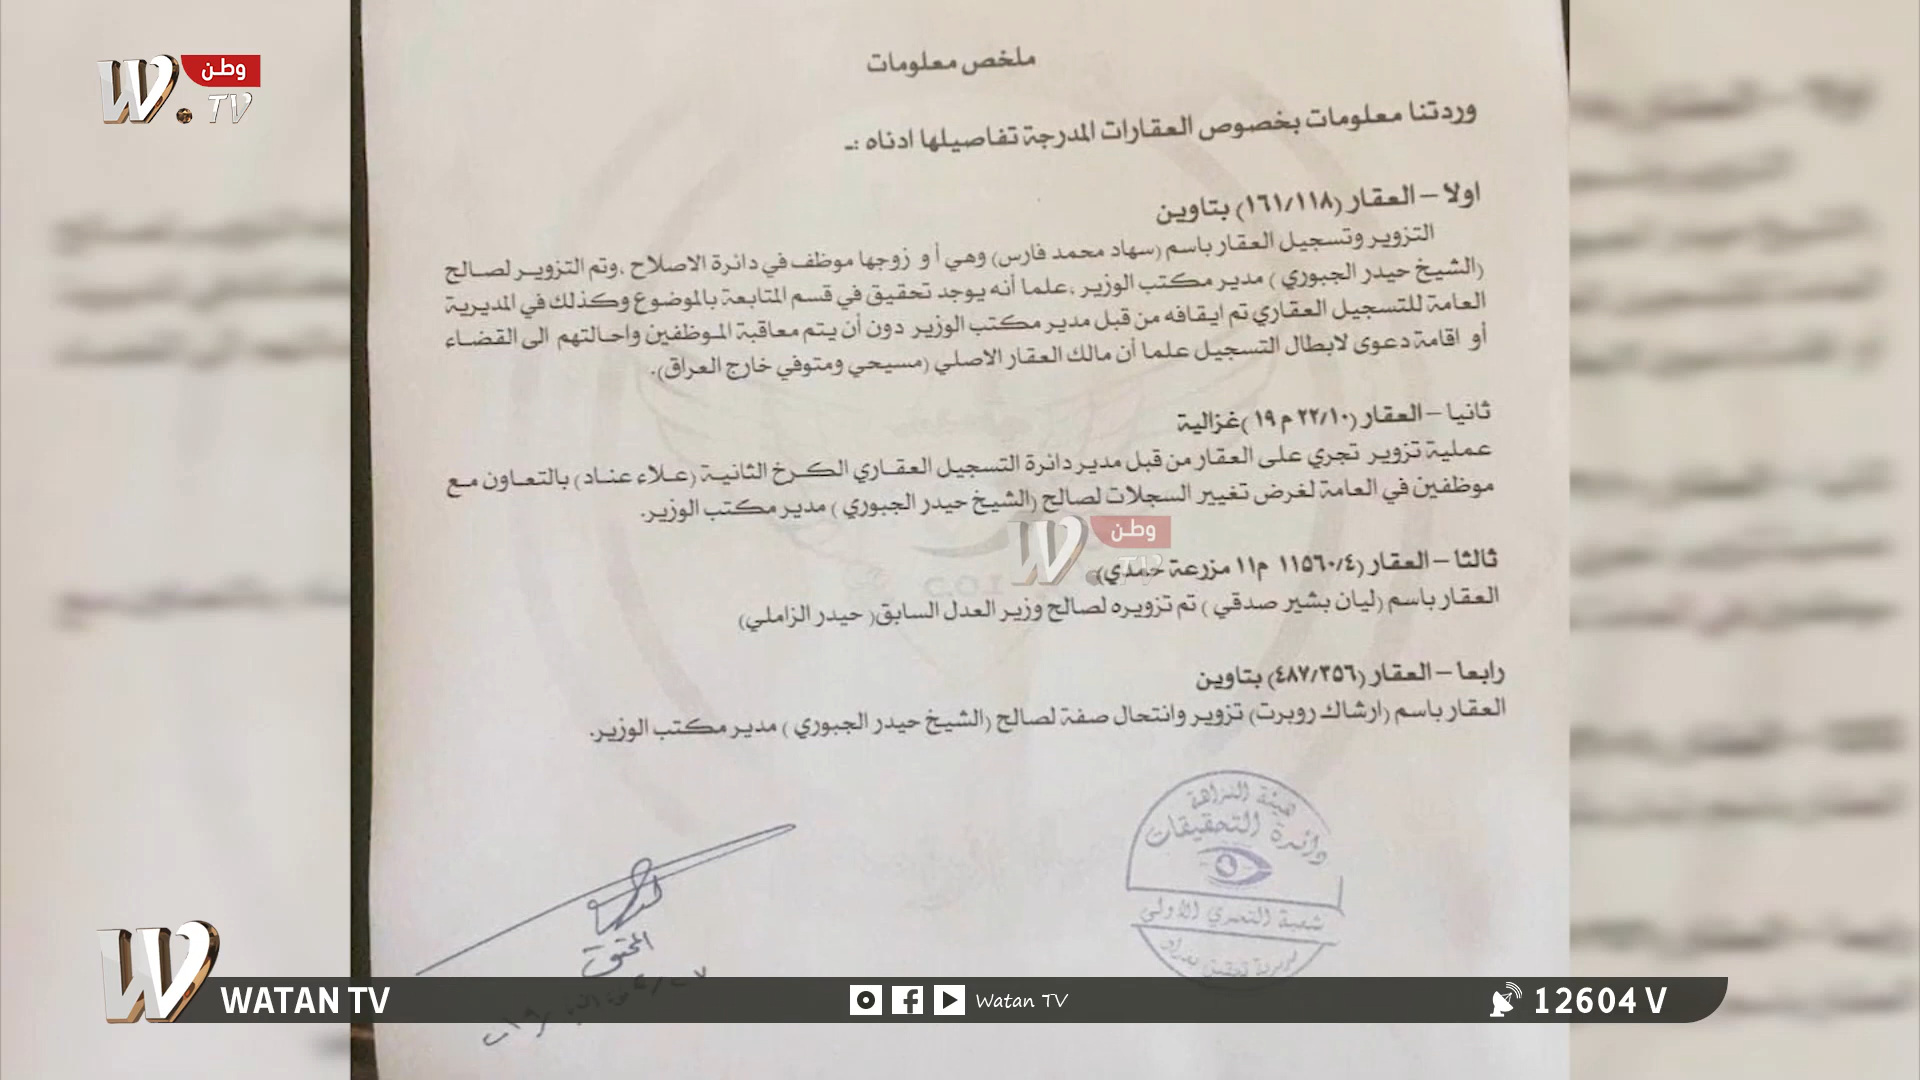 وطن
W.TV
ملخص معلومات
وردتنا معلومات بخصوص العقارات المدرجة تفاصيلها ادناه :ـ
اولا – العقار (١٦١/١١٨) بتاوين
التزوير وتسجيل العقار باسم (سهاد محمد فارس) وهي أ و زوجها موظف في دائرة الاصلاح ،وتم التزوير لصالح
(الشيخ حيدر الجبوري ) مدير مكتب الوزير ،علما أنه يوجد تحقيق في قسم المتابعة بالموضوع وكذلك في المديرية
العامة للتسجيل العقاري تم ايقافه من قبل مدير مكتب الوزير دون أن يتم معاقبة الموظفين واحالتهم الى القضاء
أو اقامة دعوى لابطال التسجيل علما أن مالك العقار الاصلي (مسيحي ومتوفي خارج العراق).
ثانيا – العقار (٢٢/١٠ م ١٩ )غزالية
عملية تزوير تجري على العقار من قبل مدير دائرة التسجيل العقاري الكرخ الثانية (علاء عناد) بالتعاون مع
موظفين في العامة لغرض تغيير السجلات لصالح (الشيخ حيدر الجبوري ) مدير مكتب الوزير.
وطن
W.TV
ثالثا – العقار (١١٥٦٠/٤ م١١ مزرعة حمدي)
العقار باسم (ليان بشير صدقي ) تم تزويره لصالح وزير العدل السابق( حيدر الزاملي)
رابعا – العقار (٤٨٧/٣٥٦) بتاوين
العقار باسم (ارشاك روبرت) تزوير وانتحال صفة لصالح (الشيخ حيدر الجبوري ) مدير مكتب الوزير.
هيئة النزاهة
دائرة التحقيقات
شعبة التحري الاولي
مديرية تحقيق بغداد
المحقق
WATAN TV
Watan TV
12604 V